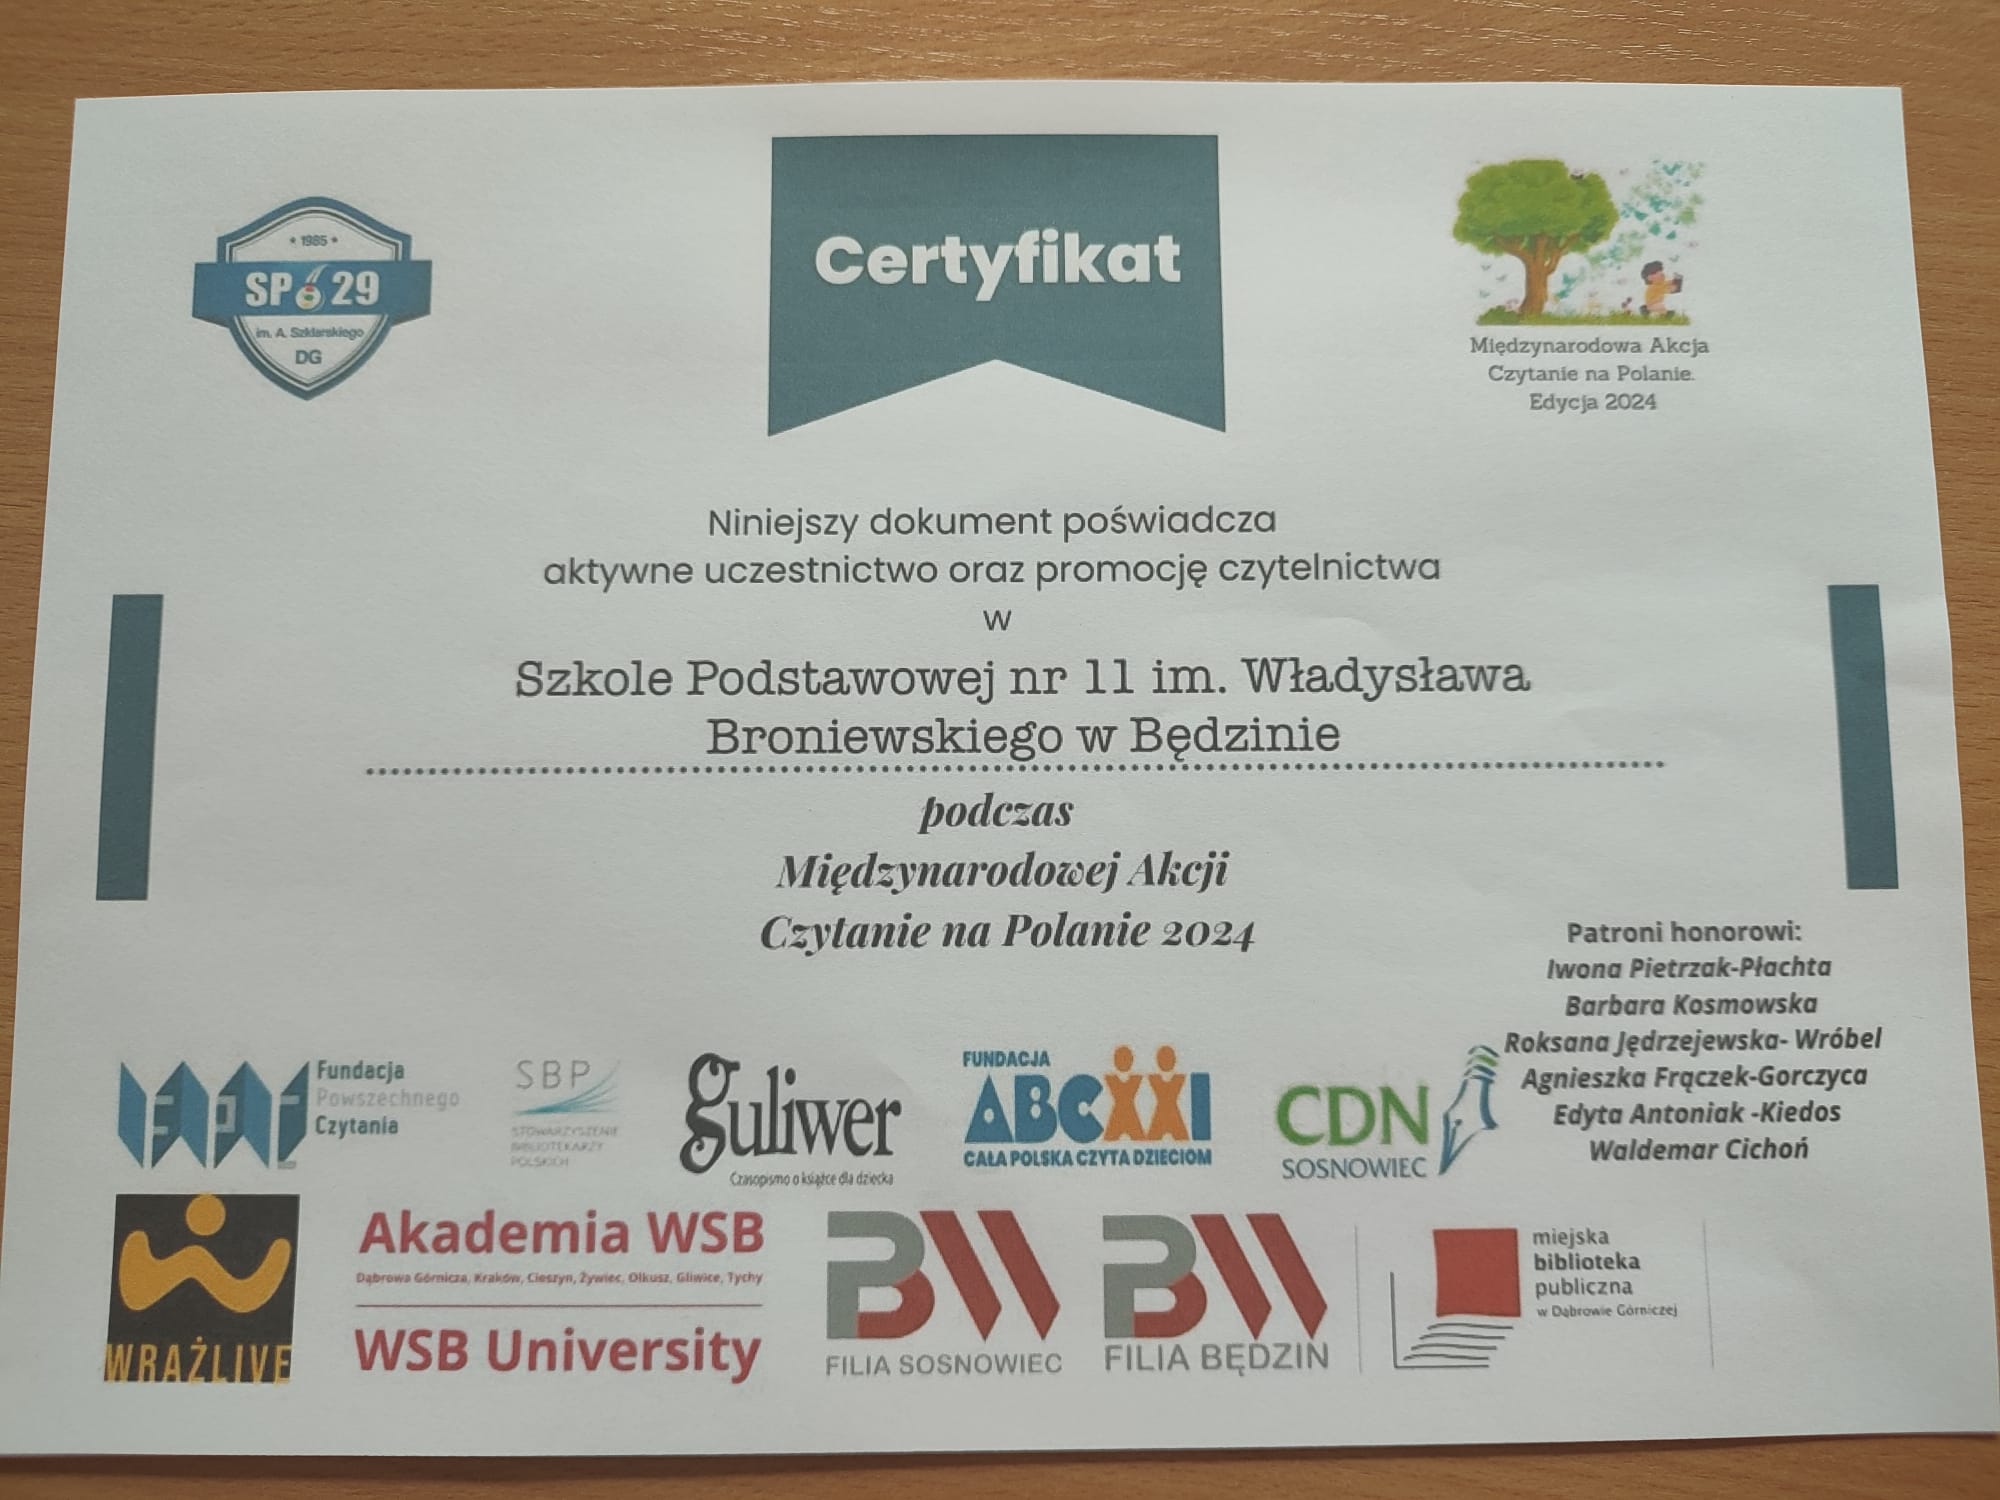 * 1985 *
SP 29
im. A. Szklarskiego
DG
Certyfikat
Międzynarodowa Akcja
Czytanie na Polanie.
Edycja 2024
Niniejszy dokument poświadcza
aktywne uczestnictwo oraz promocję czytelnictwa
w
Szkole Podstawowej nr 11 im. Władysława
Broniewskiego w Będzinie
podczas
Międzynarodowej Akcji
Czytanie na Polanie 2024
Patroni honorowi:
Iwona Pietrzak-Płachta
Barbara Kosmowska
Roksana Jędrzejewska- Wróbel
Agnieszka Frączek-Gorczyca
Edyta Antoniak -Kiedos
Waldemar Cichoń
Fundacja
Powszechnego
Czytania
SBP
STOWARZYSZENIE
BIBLIOTEKARZY
POLSKICH
guliwer
Czasopismo o książce dla dziecka
FUNDACJA
ABCXXI
CAŁA POLSKA CZYTA DZIECIOM
CDN
SOSNOWIEC
WRAŻLIWE
Akademia WSB
Dąbrowa Górnicza, Kraków, Cieszyn, Żywiec, Olkusz, Gliwice, Tychy
WSB University
BW
FILIA SOSNOWIEC
BW
FILIA BĘDZIN
miejska
biblioteka
publiczna
w Dąbrowie Górniczej